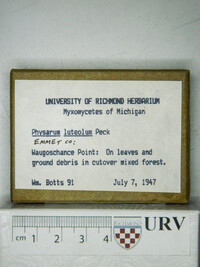 UNIVERSITY OF RICHMOND HERBARIUM
Myxomycetes of Michigan
Physarum luteolum Peck
EMMET CO;
Waugoschance Point: On leaves and
ground debris in cutover mixed forest.
Wm. Botts 91 July 7, 1947
URV
cm 1 2 3 4